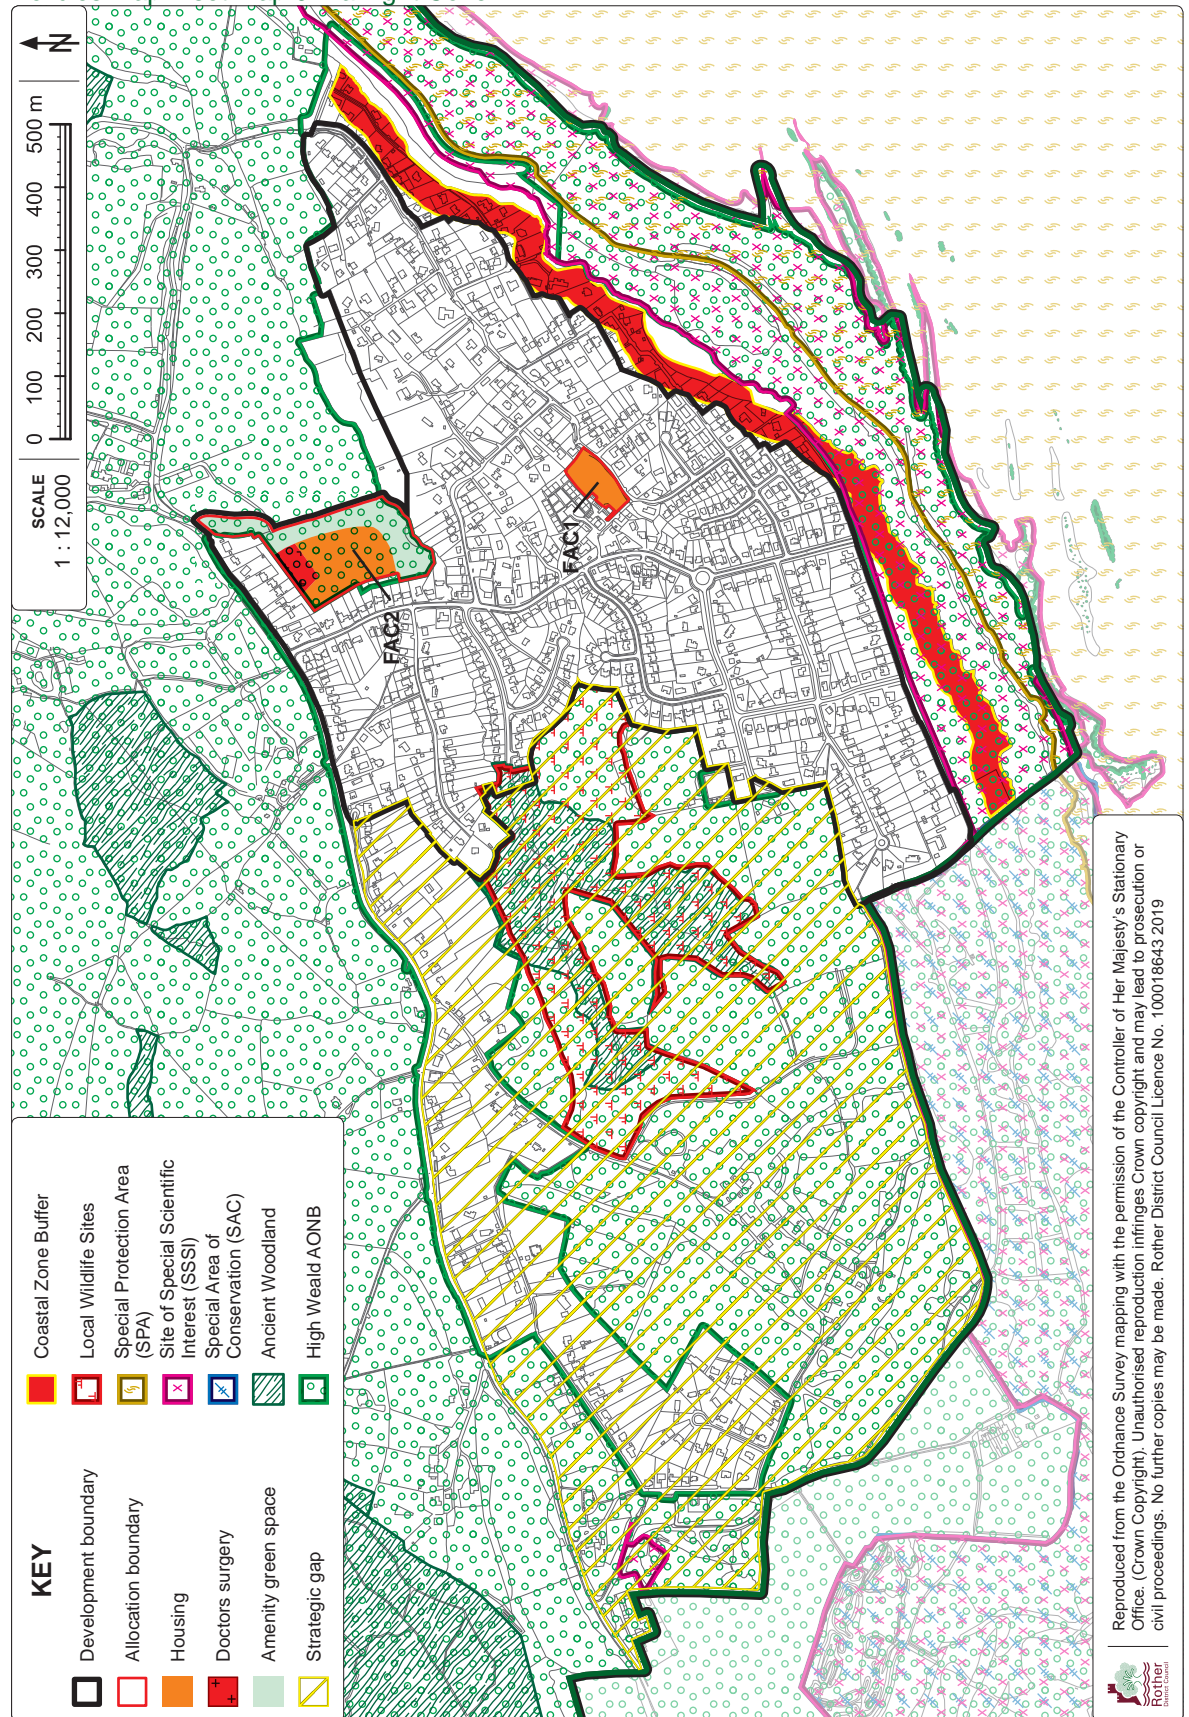 KEY
Development boundary
Allocation boundary
Housing
Doctors surgery
Amenity green space
Strategic gap
Coastal Zone Buffer
Local Wildlife Sites
Special Protection Area
(SPA)
Site of Special Scientific
Interest (SSSI)
Special Area of
Conservation (SAC)
Ancient Woodland
High Weald AONB
SCALE
1 : 12,000
0 100 200 300 400 500 m
N
FAC2
FAC1
Rother
District Council
Reproduced from the Ordnance Survey mapping with the permission of the Controller of Her Majesty's Stationary
Office. (Crown Copyright). Unauthorised reproduction infringes Crown copyright and may lead to prosecution or
civil proceedings. No further copies may be made. Rother District Council Licence No. 100018643 2019